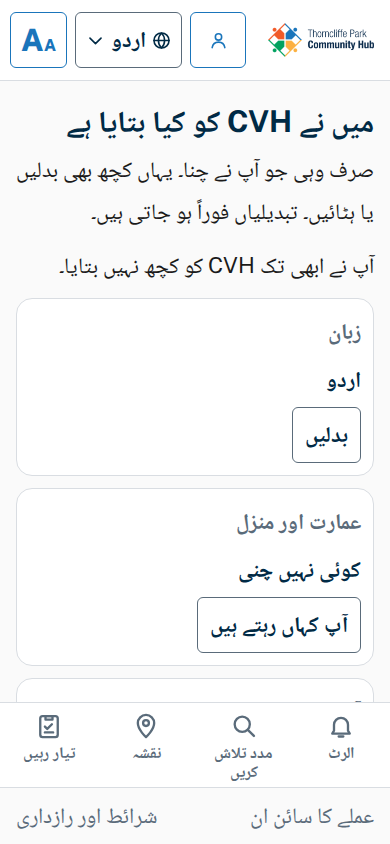 Thorncliffe Park
Community Hub
اردو
AA
میں نے CVH کو کیا بتایا ہے
صرف وہی جو آپ نے چنا۔ یہاں کچھ بھی بدلیں
یا ہٹائیں۔ تبدیلیاں فوراً ہو جاتی ہیں۔
آپ نے ابھی تک CVH کو کچھ نہیں بتایا۔
زبان
اردو
بدلیں
عمارت اور منزل
کوئی نہیں چنی
آپ کہاں رہتے ہیں
الرٹ
مدد تلاش
کریں
نقشہ
تیار رہیں
عملے کا سائن ان
شرائط اور رازداری